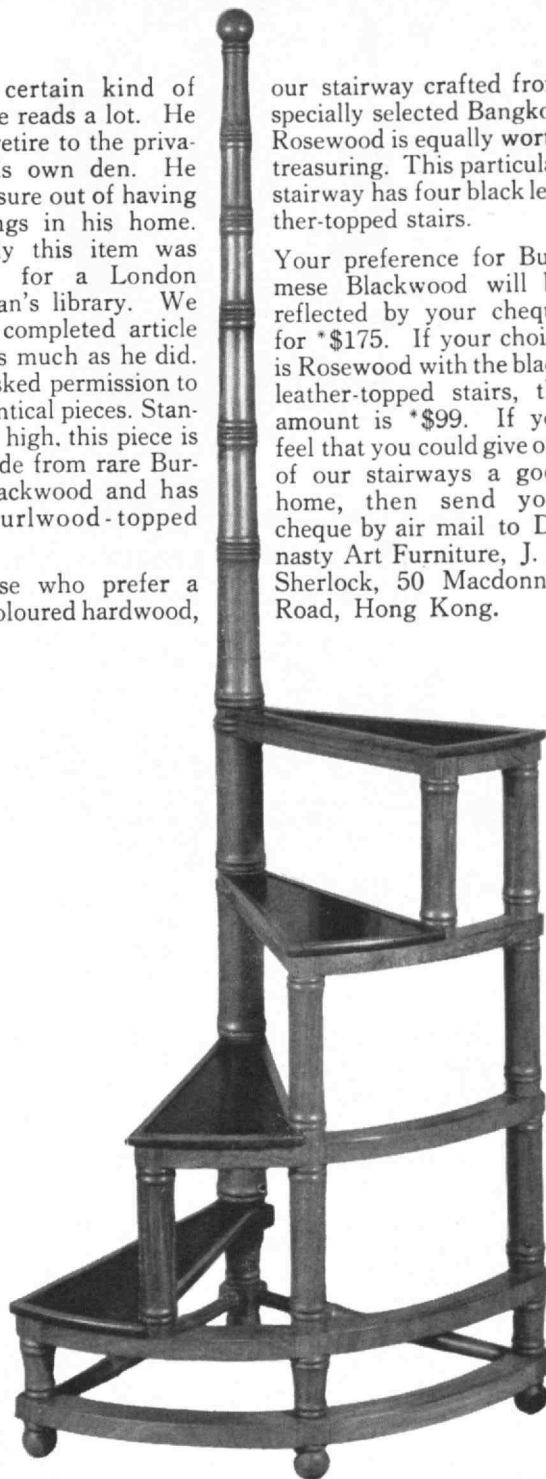 certain kind of
e reads a lot. He
retire to the priva-
s own den. He
sure out of having
ngs in his home.
y this item was
for a London
an's library. We
completed article
s much as he did.
sked permission to
ntical pieces. Stan-
high, this piece is
de from rare Bur-
ackwood and has
urlwood-topped
se who prefer a
oloured hardwood,
our stairway crafted from
specially selected Bangko
Rosewood is equally wort
treasuring. This particula
stairway has four black le
ther-topped stairs.
Your preference for Bu
mese Blackwood will b
reflected by your chequ
for *$175. If your choi
is Rosewood with the blac
leather-topped stairs, th
amount is *$99. If yo
feel that you could give o
of our stairways a goo
home, then send yo
cheque by air mail to D
nasty Art Furniture, J.
Sherlock, 50 Macdonn
Road, Hong Kong.